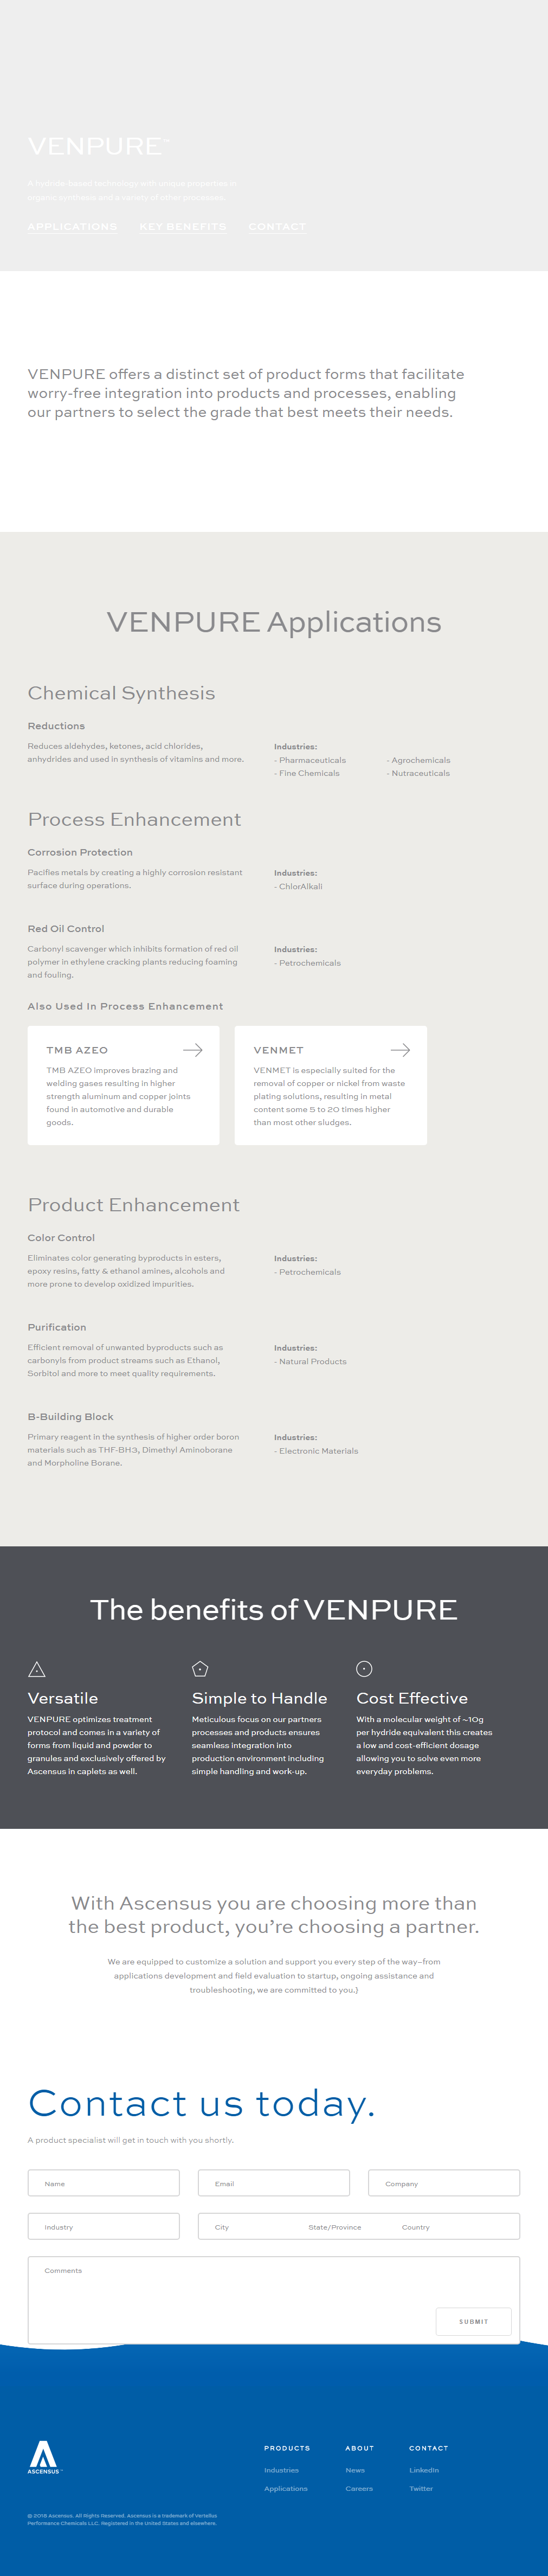 VENPURE™
A hydride-based technology with unique properties in
organic synthesis and a variety of other processes.
APPLICATIONS KEY BENEFITS CONTACT
VENPURE offers a distinct set of product forms that facilitate
worry-free integration into products and processes, enabling
our partners to select the grade that best meets their needs.
VENPURE Applications
Chemical Synthesis
Reductions
Reduces aldehydes, ketones, acid chlorides,
anhydrides and used in synthesis of vitamins and more.
Industries:
- Pharmaceuticals - Agrochemicals
- Fine Chemicals - Nutraceuticals
Process Enhancement
Corrosion Protection
Pacifies metals by creating a highly corrosion resistant
surface during operations.
Industries:
- ChlorAlkali
Red Oil Control
Carbonyl scavenger which inhibits formation of red oil
polymer in ethylene cracking plants reducing foaming
and fouling.
Industries:
- Petrochemicals
Also Used In Process Enhancement
TMB AZEO
TMB AZEO improves brazing and
welding gases resulting in higher
strength aluminum and copper joints
found in automotive and durable
goods.
VENMET
VENMET is especially suited for the
removal of copper or nickel from waste
plating solutions, resulting in metal
content some 5 to 20 times higher
than most other sludges.
Product Enhancement
Color Control
Eliminates color generating byproducts in esters,
epoxy resins, fatty & ethanol amines, alcohols and
more prone to develop oxidized impurities.
Industries:
- Petrochemicals
Purification
Efficient removal of unwanted byproducts such as
carbonyls from product streams such as Ethanol,
Sorbitol and more to meet quality requirements.
Industries:
- Natural Products
B-Building Block
Primary reagent in the synthesis of higher order boron
materials such as THF-BH3, Dimethyl Aminoborane
and Morpholine Borane.
Industries:
- Electronic Materials
The benefits of VENPURE
Versatile
VENPURE optimizes treatment
protocol and comes in a variety of
forms from liquid and powder to
granules and exclusively offered by
Ascensus in caplets as well.
Simple to Handle
Meticulous focus on our partners
processes and products ensures
seamless integration into
production environment including
simple handling and work-up.
Cost Effective
With a molecular weight of ~10g
per hydride equivalent this creates
a low and cost-efficient dosage
allowing you to solve even more
everyday problems.
With Ascensus you are choosing more than
the best product, you're choosing a partner.
We are equipped to customize a solution and support you every step of the way–from
applications development and field evaluation to startup, ongoing assistance and
troubleshooting, we are committed to you.)
Contact us today.
A product specialist will get in touch with you shortly.
Name Email Company
Industry City State/Province Country
Comments
SUBMIT
ASCENSUS™
PRODUCTS ABOUT CONTACT
Industries News LinkedIn
Applications Careers Twitter
© 2018 Ascensus. All Rights Reserved. Ascensus is a trademark of Vertellus
Performance Chemicals LLC. Registered in the United States and elsewhere.